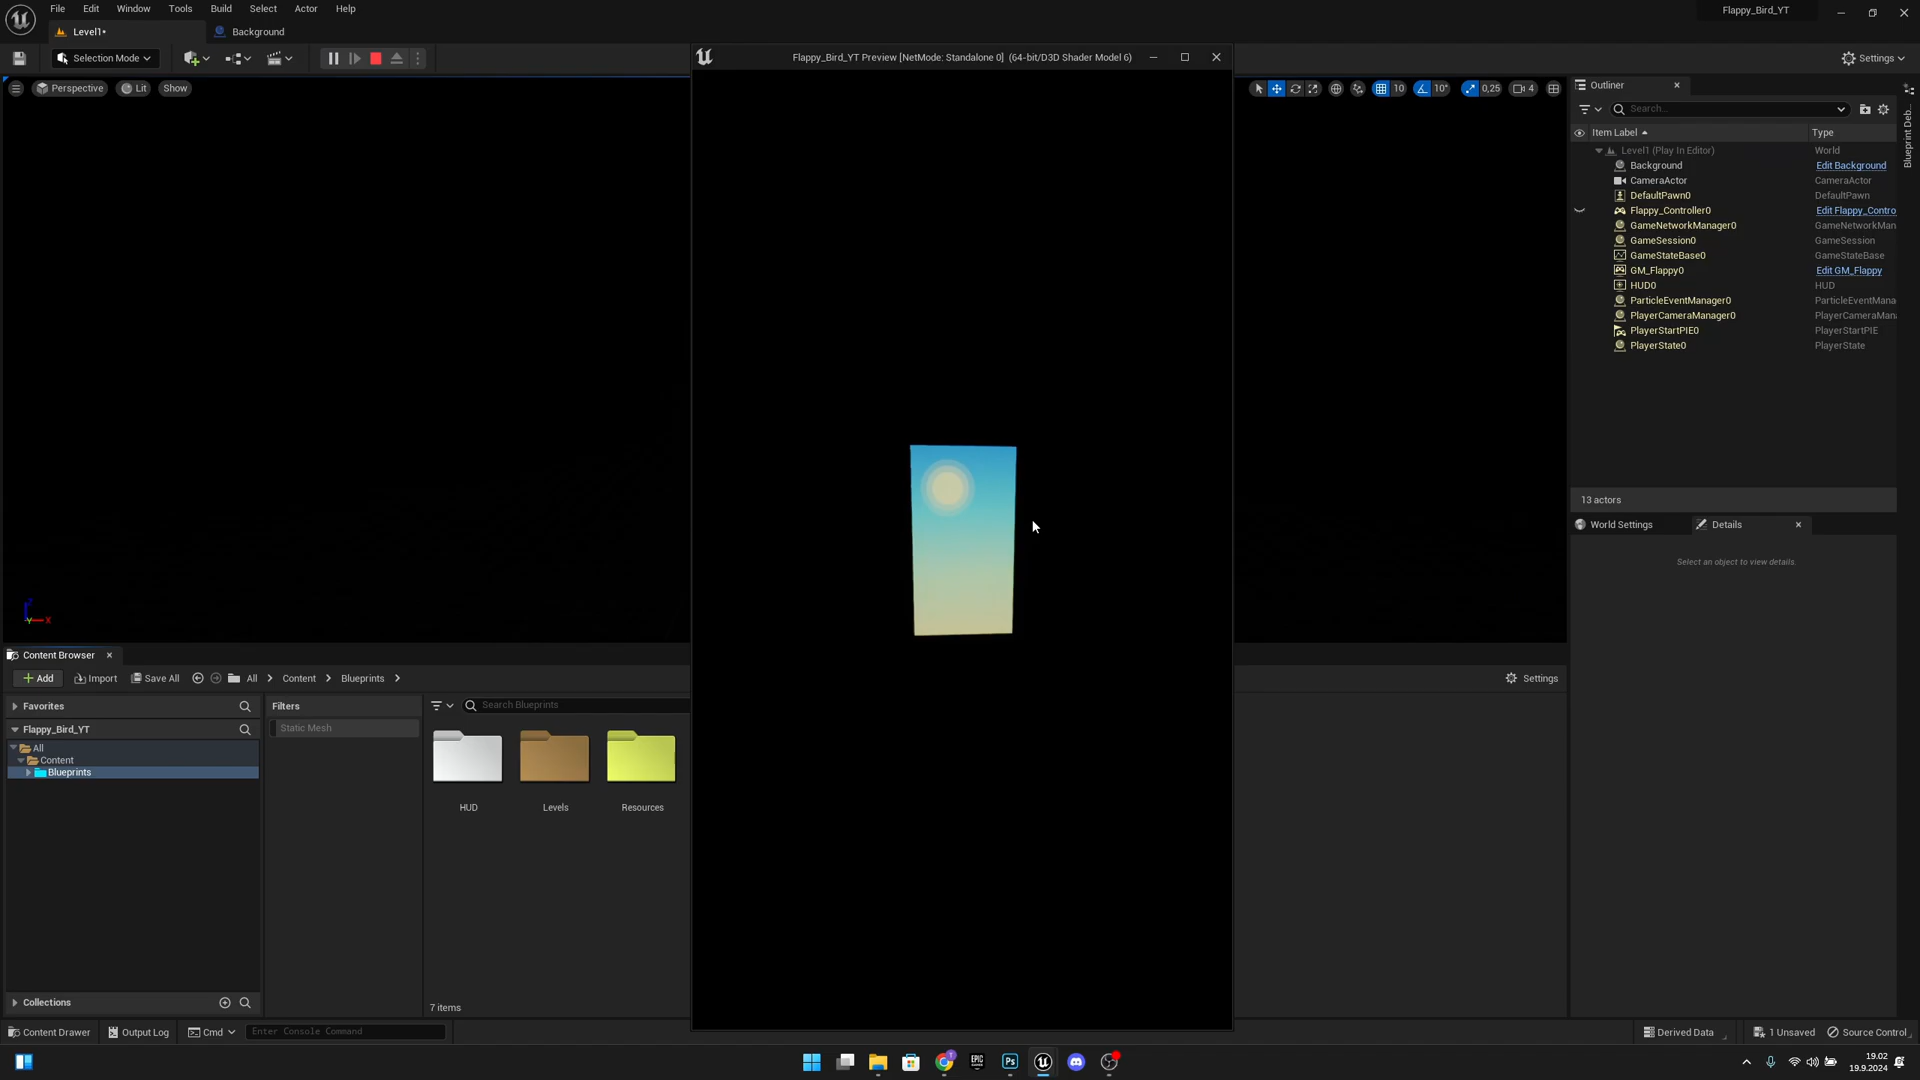 File Edit Window Tools Build Select Actor Help
Flappy_Bird_YT
Level1•
Background
Selection Mode
Settings
Flappy_Bird_YT Preview [NetMode: Standalone 0] (64-bit/D3D Shader Model 6)
Perspective
Lit
Show
10
10°
0,25
4
Outliner
Search...
Blueprint Deb...
Item Label
Type
Level1 (Play In Editor)
World
Background
Edit Background
CameraActor
CameraActor
DefaultPawn0
DefaultPawn
Flappy_Controller0
Edit Flappy_Contro
GameNetworkManager0
GameNetworkMan
GameSession0
GameSession
GameStateBase0
GameStateBase
GM_Flappy0
Edit GM_Flappy
HUD0
HUD
ParticleEventManager0
ParticleEventMana
PlayerCameraManager0
PlayerCameraMan
PlayerStartPIE0
PlayerStartPIE
PlayerState0
PlayerState
13 actors
World Settings
Details
Select an object to view details.
X
Content Browser
Add
Import
Save All
All
Content
Blueprints
Settings
Favorites
Filters
Search Blueprints
Flappy_Bird_YT
Static Mesh
All
Content
Blueprints
HUD
Levels
Resources
Collections
7 items
Content Drawer
Output Log
Cmd
Enter Console Command
Derived Data
1 Unsaved
Source Control
EPIC
Ps
19.02
19.9.2024